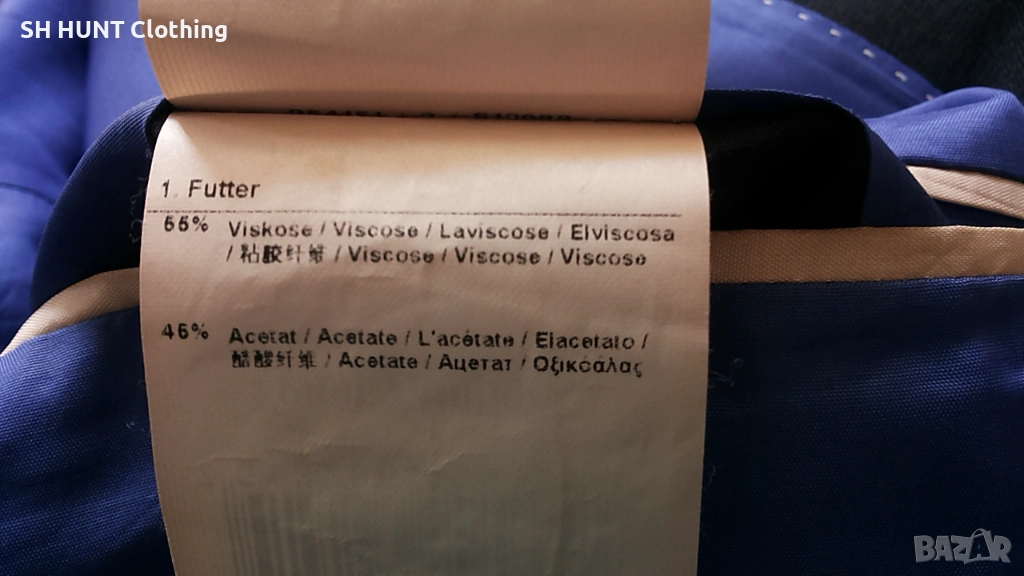 SH HUNT Clothing
1. Futter
55% Viskose / Viscose / Laviscose / Elviscosa
/ 粘胶纤维 / Viscose / Viscose / Viscose
45% Acetat / Acetate / L'acétate / Elacetato /
醋酸纤维 / Acetate / Ацетат / Οξικόάλας
BAZAR